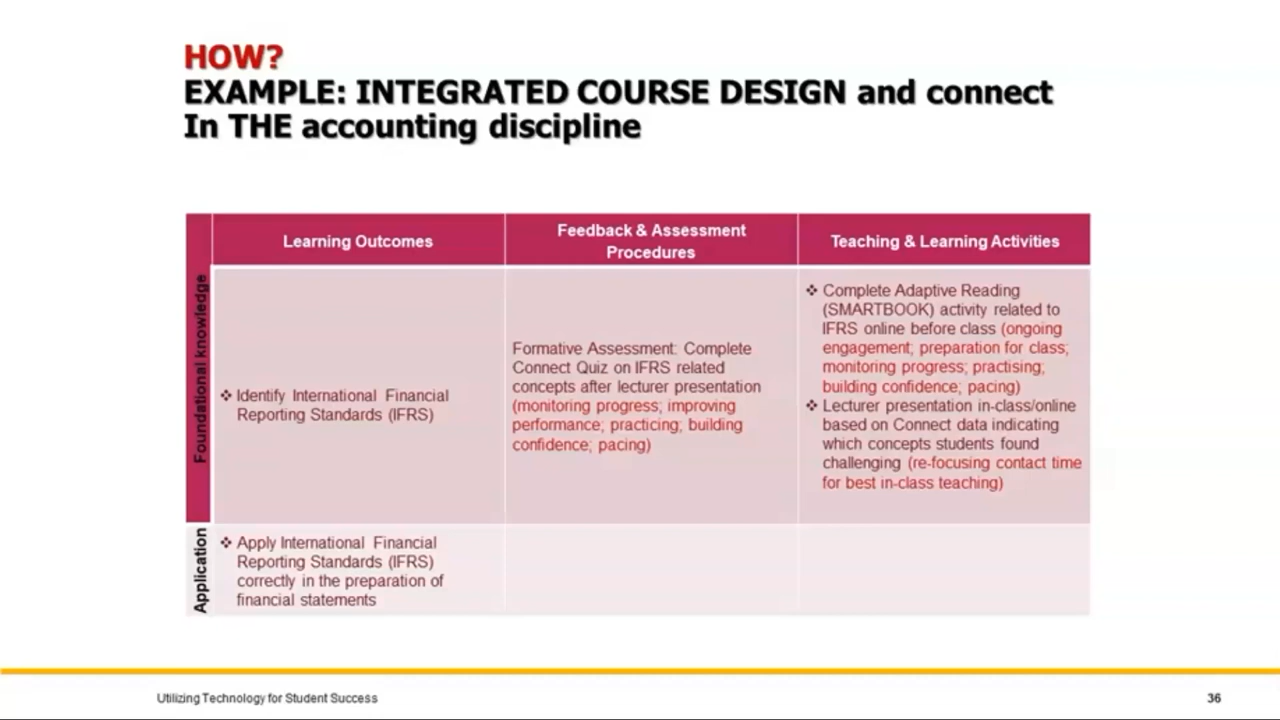 HOW?
EXAMPLE: INTEGRATED COURSE DESIGN and connect
In THE accounting discipline
Learning Outcomes
Feedback & Assessment
Procedures
Teaching & Learning Activities
Foundational knowledge
❖ Identify International Financial
Reporting Standards (IFRS)
Formative Assessment: Complete
Connect Quiz on IFRS related
concepts after lecturer presentation
(monitoring progress; improving
performance; practicing; building
confidence; pacing)
❖ Complete Adaptive Reading
(SMARTBOOK) activity related to
IFRS online before class (ongoing
engagement; preparation for class;
monitoring progress; practising;
building confidence; pacing)
❖ Lecturer presentation in-class/online
based on Connect data indicating
which concepts students found
challenging (re-focusing contact time
for best in-class teaching)
Application
❖ Apply International Financial
Reporting Standards (IFRS)
correctly in the preparation of
financial statements
Utilizing Technology for Student Success
36